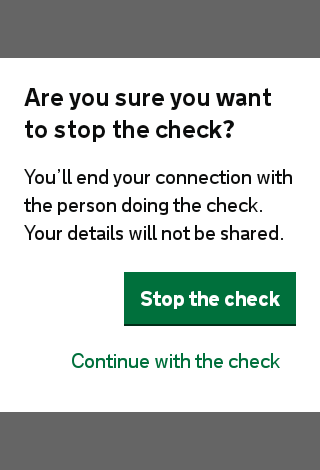 Are you sure you want
to stop the check?
You’ll end your connection with
the person doing the check.
Your details will not be shared.
Stop the check
Continue with the check